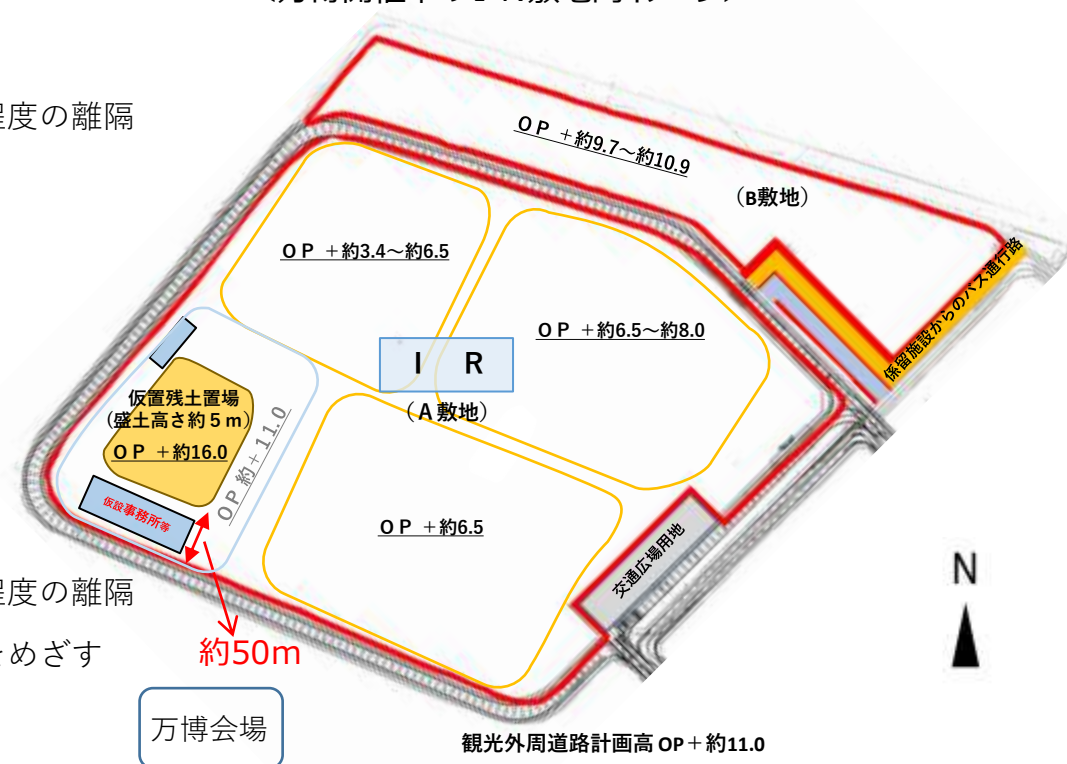 程度の離隔
OP +約9.7～約10.9
（B敷地）
係留施設からのバス通行路
OP +約3.4～約6.5
OP +約6.5～約8.0
I R
（A敷地）
仮置残土置場
（盛土高さ約５ｍ）
OP +約16.0
OP 約+11.0
仮設事務所等
OP +約6.5
交通広場用地
N
程度の離隔
をめざす
約50m
万博会場
観光外周道路計画高 OP+約11.0